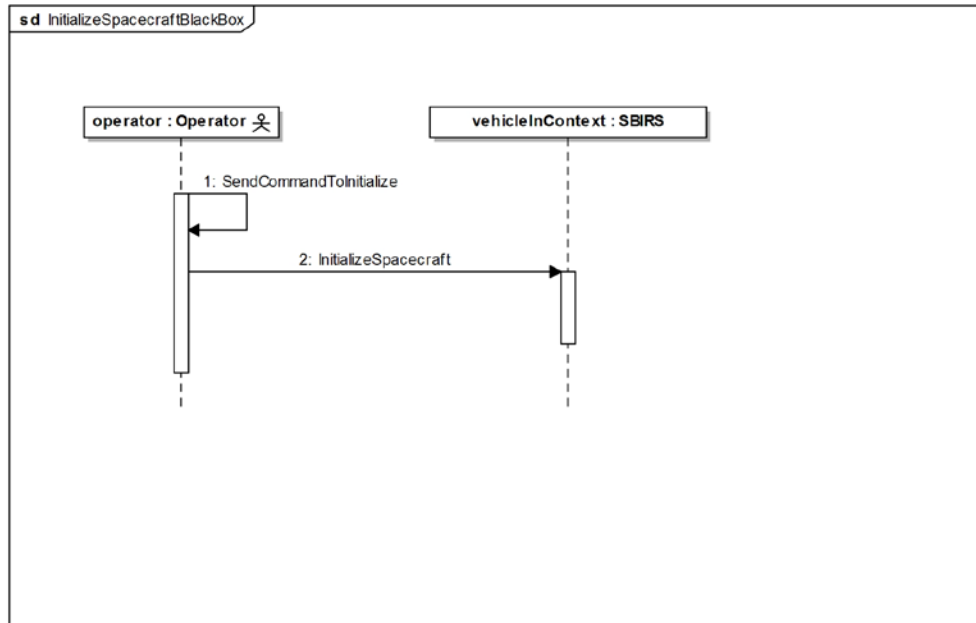 sd InitializeSpacecraftBlackBox
operator : Operator
vehicleInContext : SBIRS
1: SendCommandToInitialize
2: InitializeSpacecraft